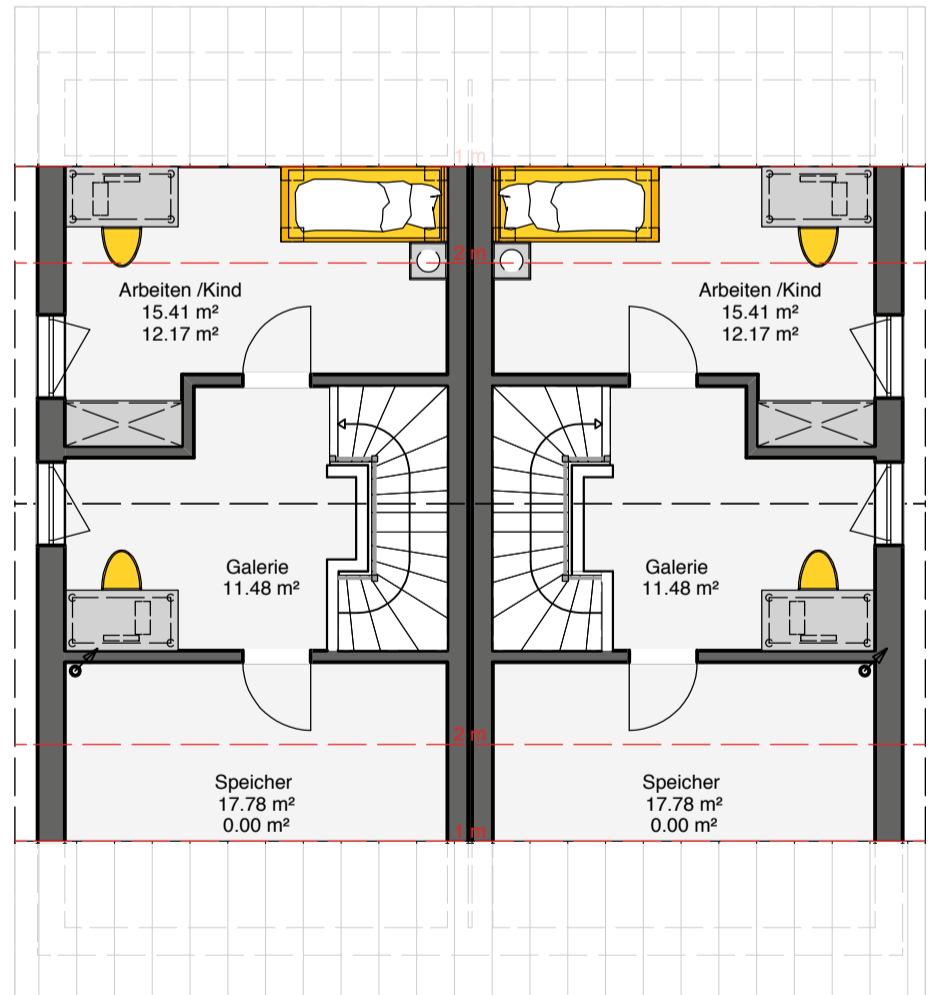 1 m
2 m
Arbeiten /Kind
15.41 m²
12.17 m²
Arbeiten /Kind
15.41 m²
12.17 m²
Galerie
11.48 m²
Galerie
11.48 m²
2 m
Speicher
17.78 m²
0.00 m²
Speicher
17.78 m²
0.00 m²
1 m